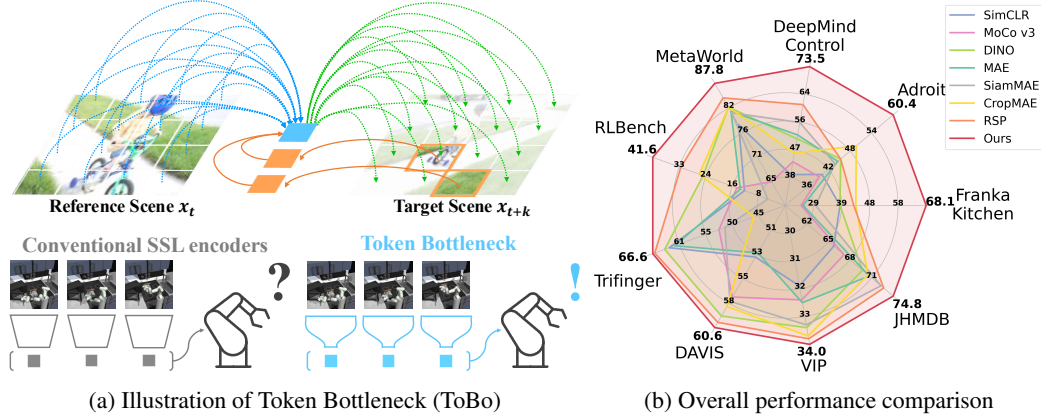 Reference Scene x_t
Target Scene x_{t+k}
Conventional SSL encoders
?
Token Bottleneck
!
(a) Illustration of Token Bottleneck (ToBo)
SimCLR
MoCo v3
DINO
MAE
SiamMAE
CropMAE
RSP
Ours
DeepMind
Control
73.5
64
56
47
38
Adroit
60.4
54
48
42
36
Franka
Kitchen
68.1
58
48
39
29
JHMDB
74.8
71
68
65
62
VIP
34.0
33
32
31
30
DAVIS
60.6
58
55
53
51
Trifinger
66.6
61
55
50
45
RLBench
41.6
33
24
16
8
MetaWorld
87.8
82
76
71
65
(b) Overall performance comparison